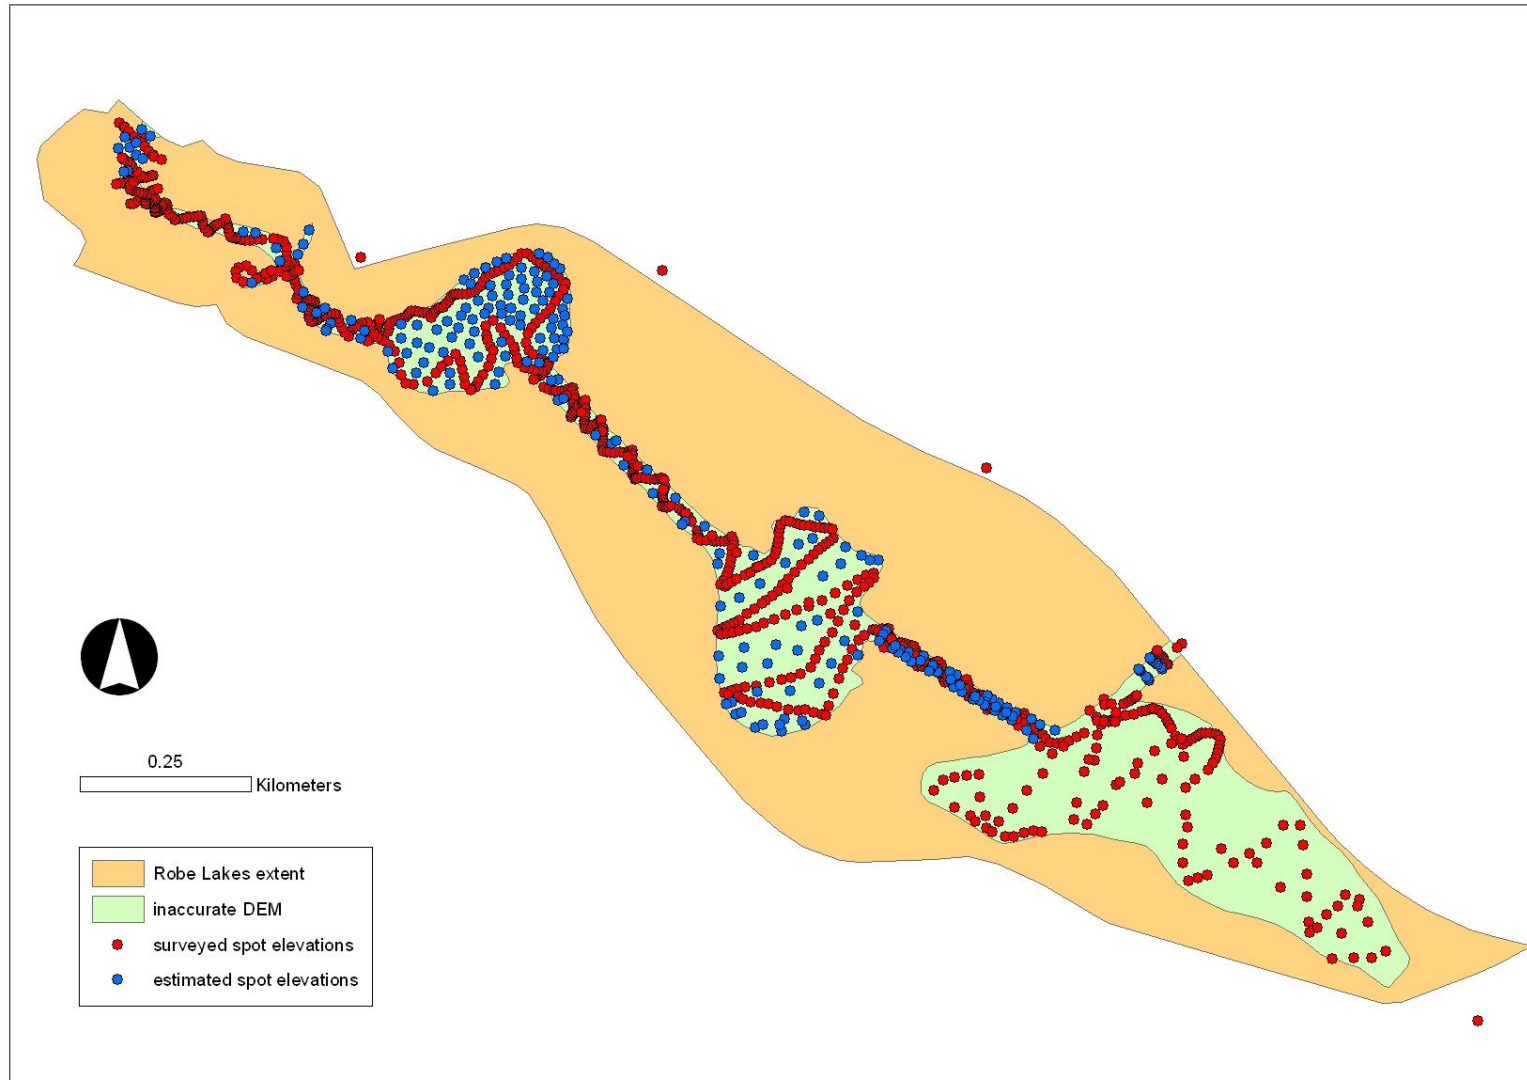 0.25
Kilometers
Robe Lakes extent
inaccurate DEM
surveyed spot elevations
estimated spot elevations